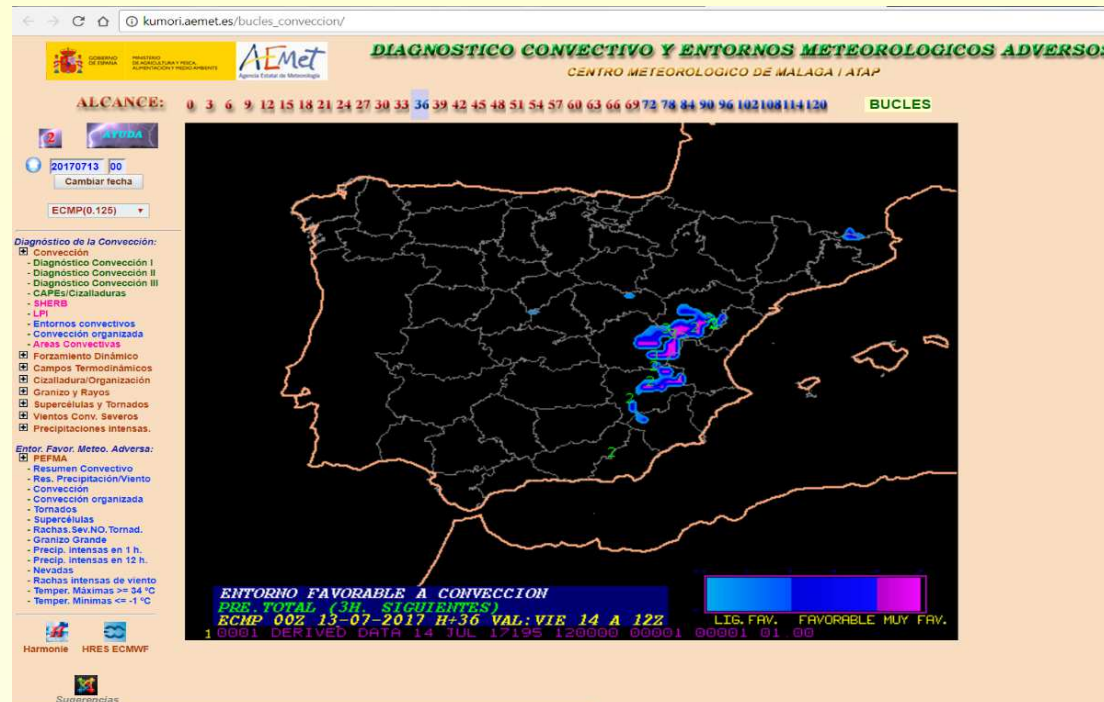 kumori.aemet.es/bucles_conveccion/
GOBIERNO DE ESPAÑA
MINISTERIO DE AGRICULTURA Y PESCA, ALIMENTACIÓN Y MEDIO AMBIENTE
AEMet
Agencia Estatal de Meteorología
DIAGNOSTICO CONVECTIVO Y ENTORNOS METEOROLOGICOS ADVERSOS
CENTRO METEOROLOGICO DE MALAGA / ATAP
ALCANCE: 0 3 6 9 12 15 18 21 24 27 30 33 36 39 42 45 48 51 54 57 60 63 66 69 72 78 84 90 96 102 108 114 120 BUCLES
2 AYUDA
20170713 00
Cambiar fecha
ECMP(0.125)
Diagnóstico de la Convección:
Convección
- Diagnóstico Convección I
- Diagnóstico Convección II
- Diagnóstico Convección III
- CAPEs/Cizalladuras
- SHERB
- LPI
- Entornos convectivos
- Convección organizada
- Areas Convectivas
Forzamiento Dinámico
Campos Termodinámicos
Cizalladura/Organización
Granizo y Rayos
Supercélulas y Tornados
Vientos Conv. Severos
Precipitaciones intensas.
Entor. Favor. Meteo. Adversa:
PEFMA
- Resumen Convectivo
- Res. Precipitación/Viento
- Convección
- Convección organizada
- Tornados
- Supercélulas
- Rachas.Sev.NO.Tornad.
- Granizo Grande
- Precip. intensas en 1 h.
- Precip. intensas en 12 h.
- Nevadas
- Rachas intensas de viento
- Temper. Máximas >= 34 ºC
- Temper. Mínimas <= -1 ºC
Harmonie HRES ECMWF
Sugerencias
2
2
2
2
2
ENTORNO FAVORABLE A CONVECCION
PRE.TOTAL (3H. SIGUIENTES)
ECMP 00Z 13-07-2017 H+36 VAL:VIE 14 A 12Z
LIG.FAV. FAVORABLE MUY FAV.
1 0001 DERIVED DATA 14 JUL 17195 120000 00001 00001 01.00